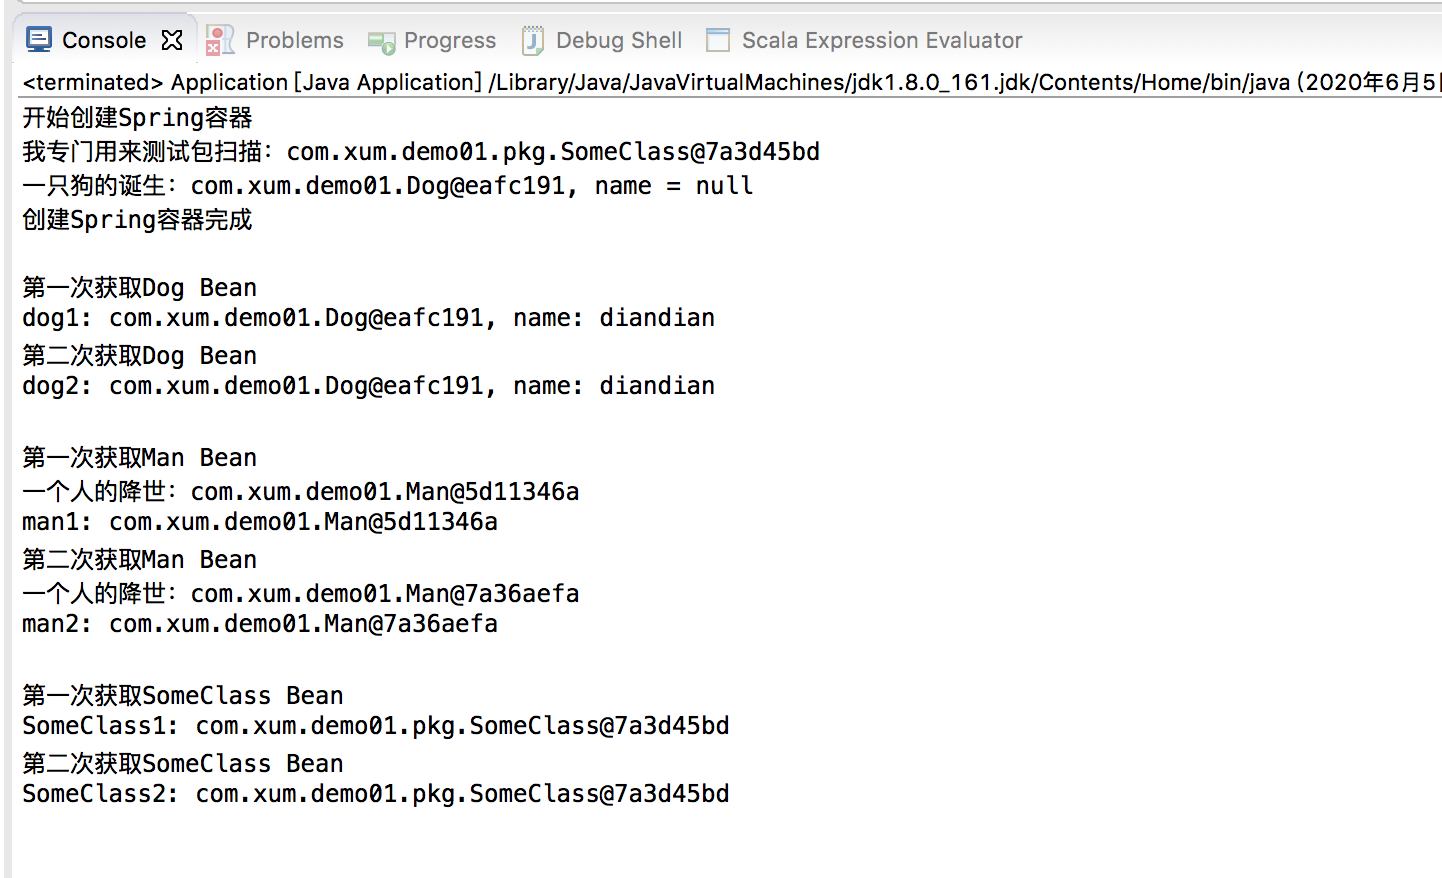 Console Problems Progress Debug Shell Scala Expression Evaluator
<terminated> Application [Java Application] /Library/Java/JavaVirtualMachines/jdk1.8.0_161.jdk/Contents/Home/bin/java (2020年6月5
开始创建Spring容器
我专门用来测试包扫描：com.xum.demo01.pkg.SomeClass@7a3d45bd
一只狗的诞生：com.xum.demo01.Dog@eafc191, name = null
创建Spring容器完成
第一次获取Dog Bean
dog1: com.xum.demo01.Dog@eafc191, name: diandian
第二次获取Dog Bean
dog2: com.xum.demo01.Dog@eafc191, name: diandian
第一次获取Man Bean
一个人的降世：com.xum.demo01.Man@5d11346a
man1: com.xum.demo01.Man@5d11346a
第二次获取Man Bean
一个人的降世：com.xum.demo01.Man@7a36aefa
man2: com.xum.demo01.Man@7a36aefa
第一次获取SomeClass Bean
SomeClass1: com.xum.demo01.pkg.SomeClass@7a3d45bd
第二次获取SomeClass Bean
SomeClass2: com.xum.demo01.pkg.SomeClass@7a3d45bd